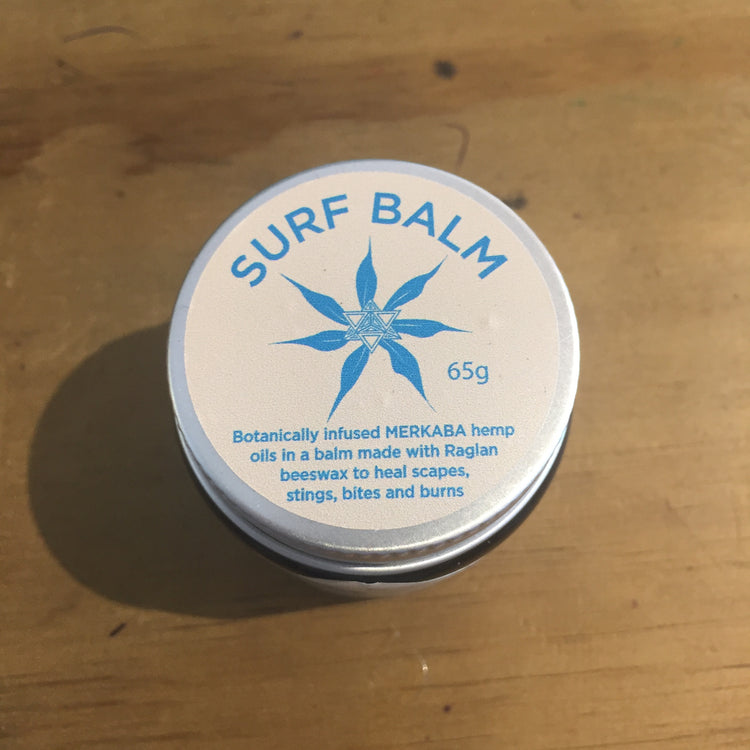 SURF BALM
65g
Botanically infused MERKABA hemp
oils in a balm made with Raglan
beeswax to heal scapes,
stings, bites and burns